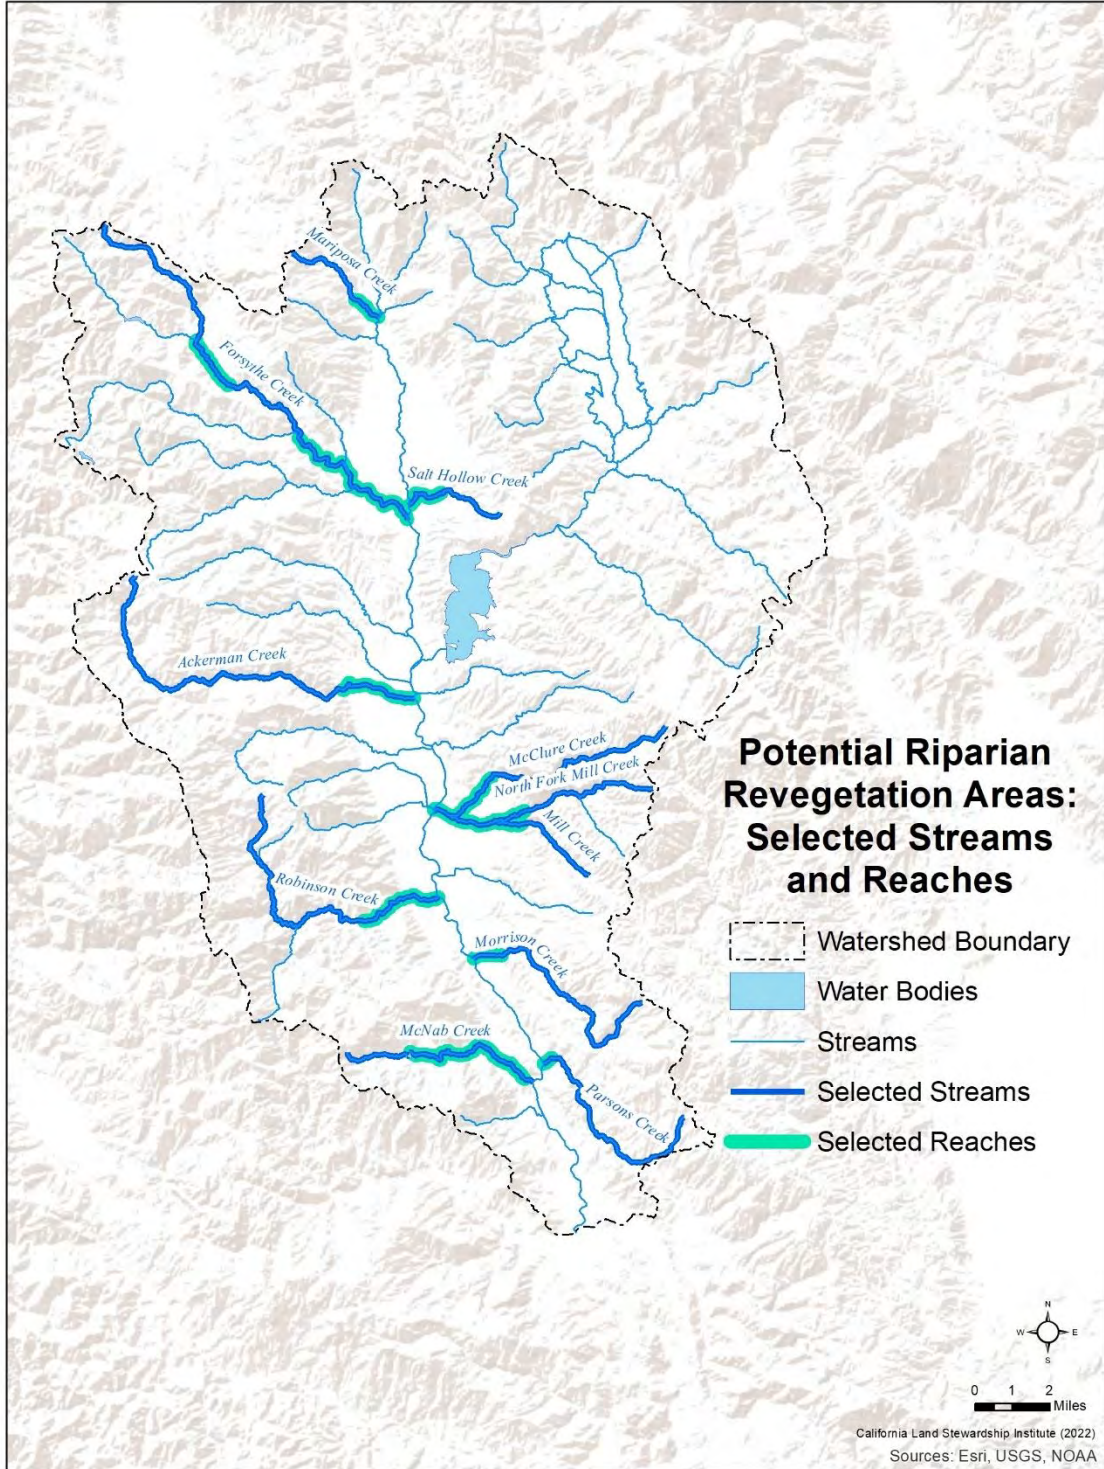 Mariposa Creek
Forsythe Creek
Salt Hollow Creek
Ackerman Creek
McClure Creek
North Fork Mill Creek
Mill Creek
Robinson Creek
Morrison Creek
McNab Creek
Parsons Creek
Potential Riparian
Revegetation Areas:
Selected Streams
and Reaches
Watershed Boundary
Water Bodies
Streams
Selected Streams
Selected Reaches
N
W E
S
0 1 2
Miles
California Land Stewardship Institute (2022)
Sources: Esri, USGS, NOAA